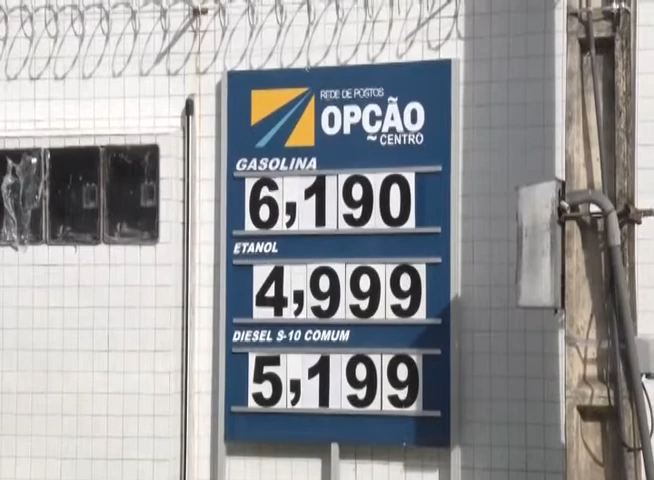 REDE DE POSTOS
OPÇÃO
CENTRO
GASOLINA
6,190
ETANOL
4,999
DIESEL S-10 COMUM
5,199